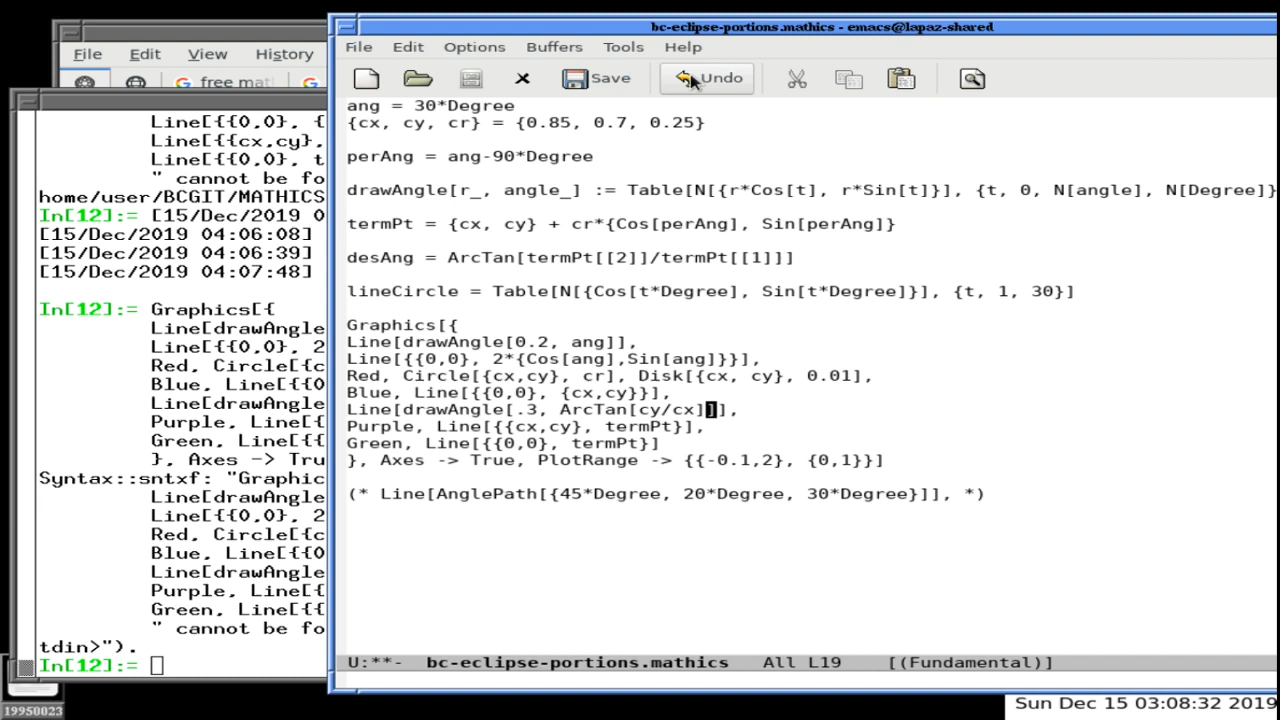 bc-eclipse-portions.mathics - emacs@lapaz-shared
File Edit View History
free mat
File Edit Options Buffers Tools Help
Save Undo
Line[{{0,0}, {
Line[{{cx,cy},
Line[{{0,0}, t
" cannot be fo
home/user/BCGIT/MATHICS
In[12]:= [15/Dec/2019 0
[15/Dec/2019 04:06:08]
[15/Dec/2019 04:06:39]
[15/Dec/2019 04:07:48]
In[12]:= Graphics[{
Line[drawAngle
Line[{{0,0}, 2
Red, Circle[{c
Blue, Line[{{0
Line[drawAngle
Purple, Line[{
Green, Line[{{
}, Axes -> Tru
Syntax::sntxf: "Graphic
Line[drawAngle
Line[{{0,0}, 2
Red, Circle[{c
Blue, Line[{{0
Line[drawAngle
Purple, Line[{
Green, Line[{{
" cannot be fo
tdin>").
In[12]:=
ang = 30*Degree
{cx, cy, cr} = {0.85, 0.7, 0.25}
perAng = ang-90*Degree
drawAngle[r_, angle_] := Table[N[{r*Cos[t], r*Sin[t]}], {t, 0, N[angle], N[Degree]}
termPt = {cx, cy} + cr*{Cos[perAng], Sin[perAng]}
desAng = ArcTan[termPt[[2]]/termPt[[1]]]
lineCircle = Table[N[{Cos[t*Degree], Sin[t*Degree]}], {t, 1, 30}]
Graphics[{
Line[drawAngle[0.2, ang]],
Line[{{0,0}, 2*{Cos[ang],Sin[ang]}}],
Red, Circle[{cx,cy}, cr], Disk[{cx, cy}, 0.01],
Blue, Line[{{0,0}, {cx,cy}}],
Line[drawAngle[.3, ArcTan[cy/cx]]],
Purple, Line[{{cx,cy}, termPt}],
Green, Line[{{0,0}, termPt}]
}, Axes -> True, PlotRange -> {{-0.1,2}, {0,1}}]
(* Line[AnglePath[{45*Degree, 20*Degree, 30*Degree}]], *)
U:**- bc-eclipse-portions.mathics All L19 [(Fundamental)]
19950023
Sun Dec 15 03:08:32 2019